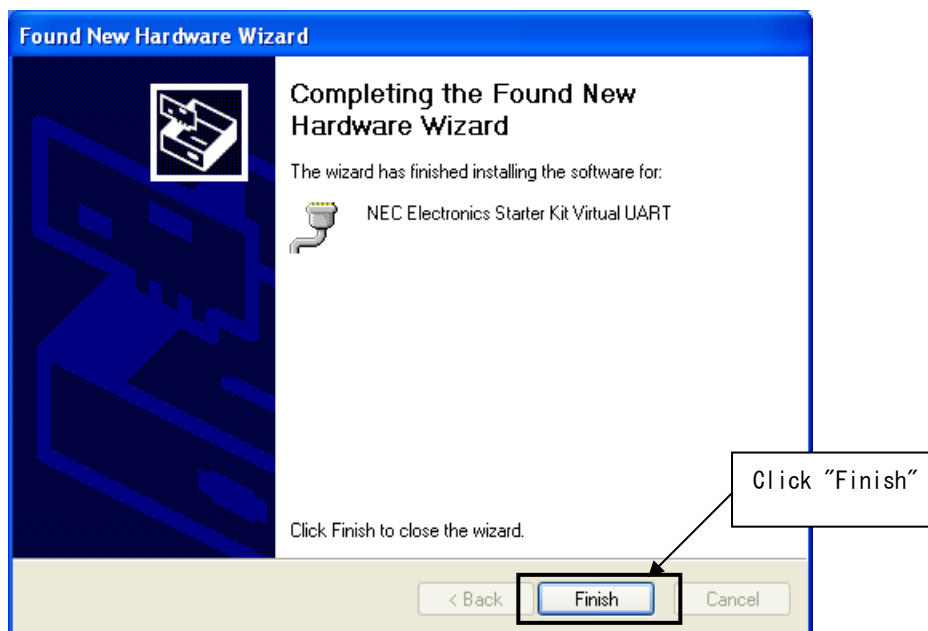 Found New Hardware Wizard
Completing the Found New
Hardware Wizard
The wizard has finished installing the software for:
NEC Electronics Starter Kit Virtual UART
Click "Finish"
Click Finish to close the wizard.
< Back
Finish
Cancel